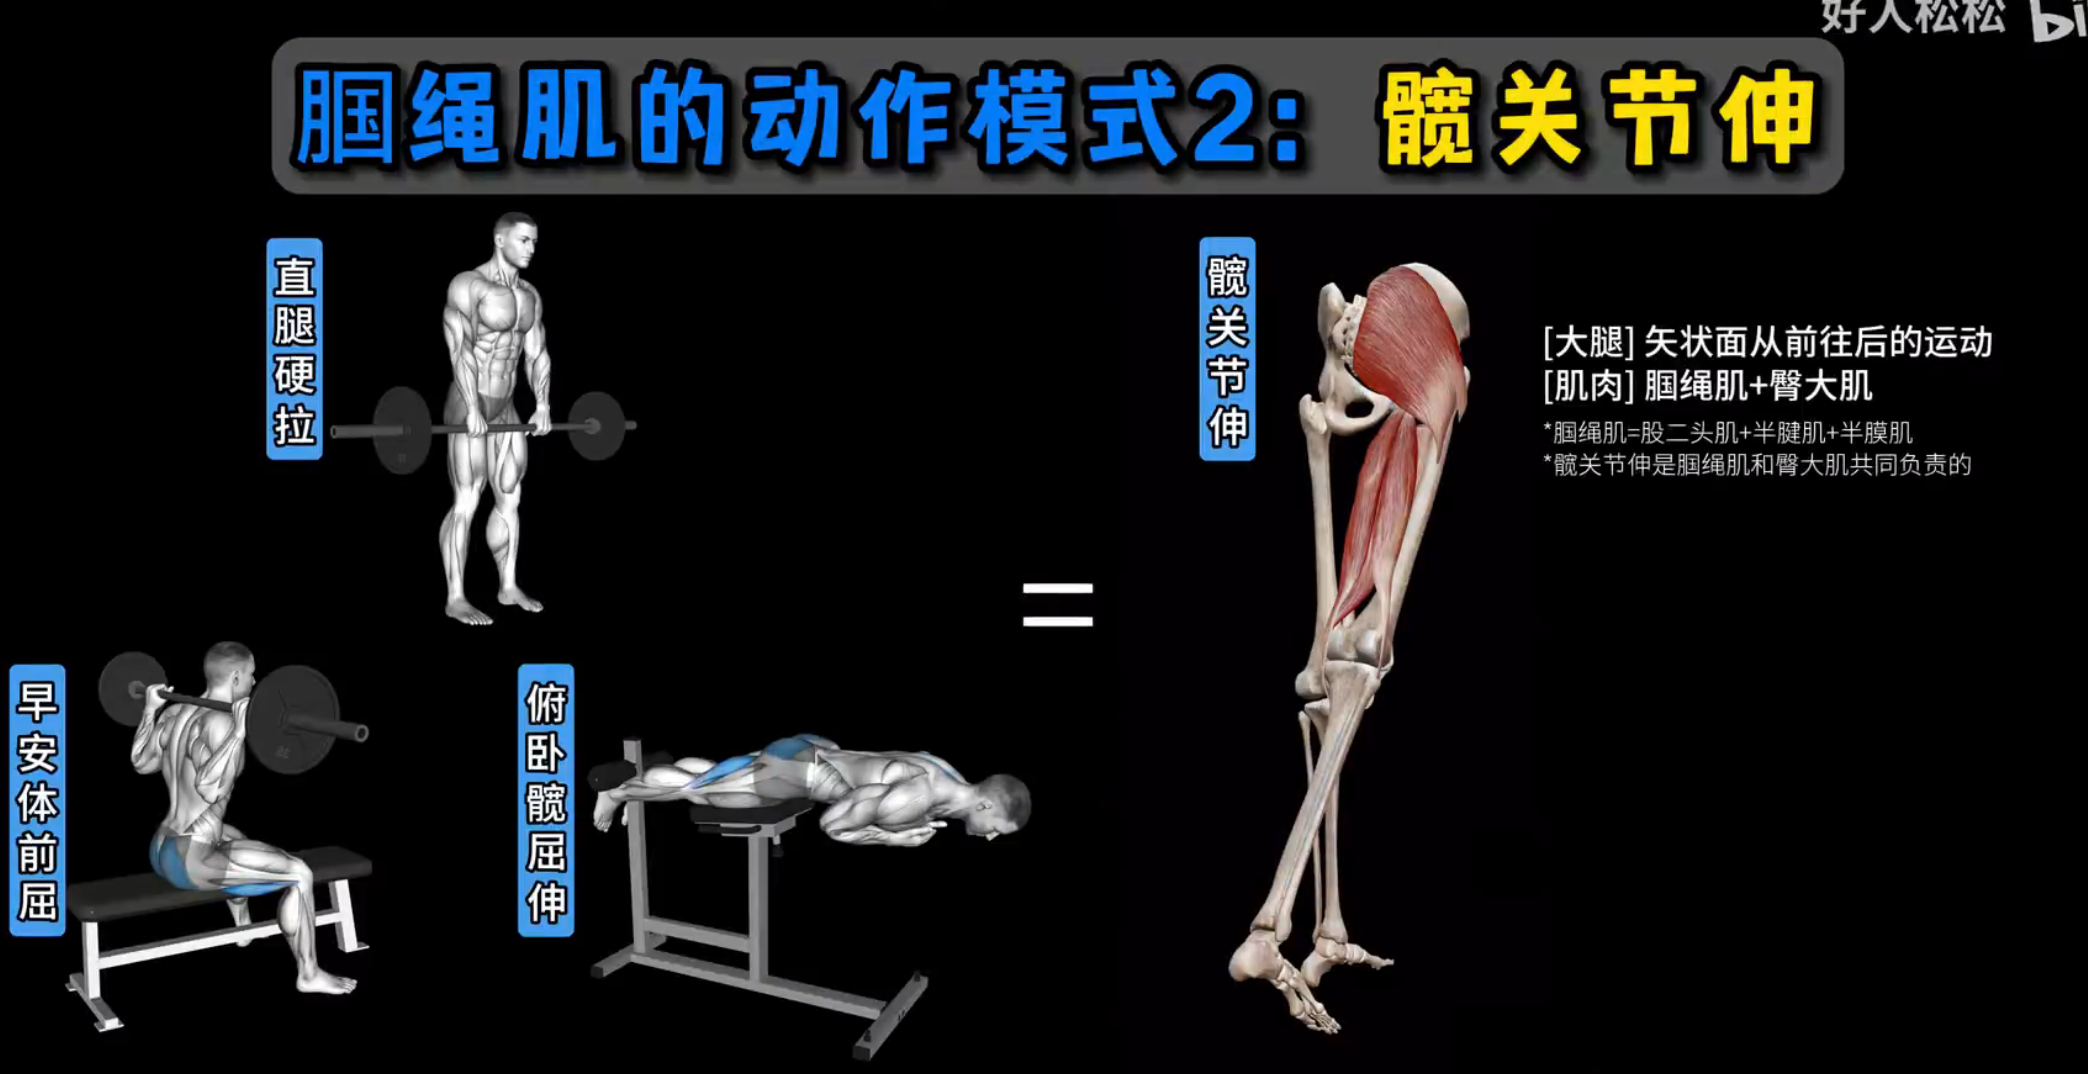 好人松松 bi
腘绳肌的动作模式2：髋关节伸
直腿硬拉
髋关节伸
[大腿] 矢状面从前往后的运动
[肌肉] 腘绳肌+臀大肌
*腘绳肌=股二头肌+半腱肌+半膜肌
*髋关节伸是腘绳肌和臀大肌共同负责的
=
早安体前屈
俯卧髋屈伸